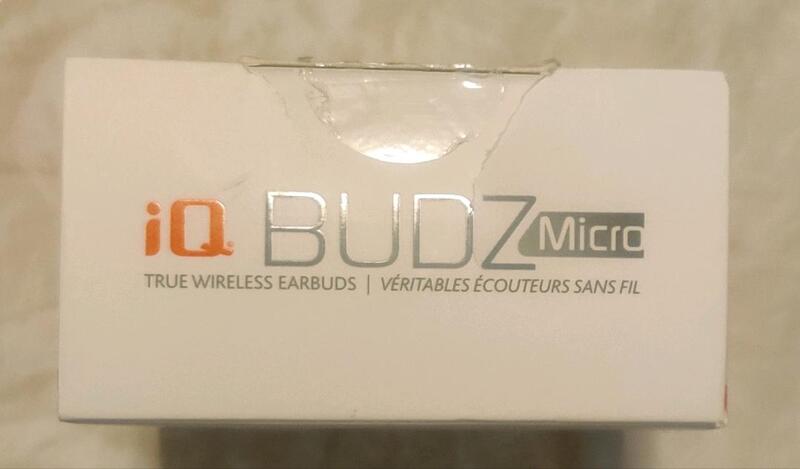 iQ BUDZ Micro
TRUE WIRELESS EARBUDS | VÉRITABLES ÉCOUTEURS SANS FIL